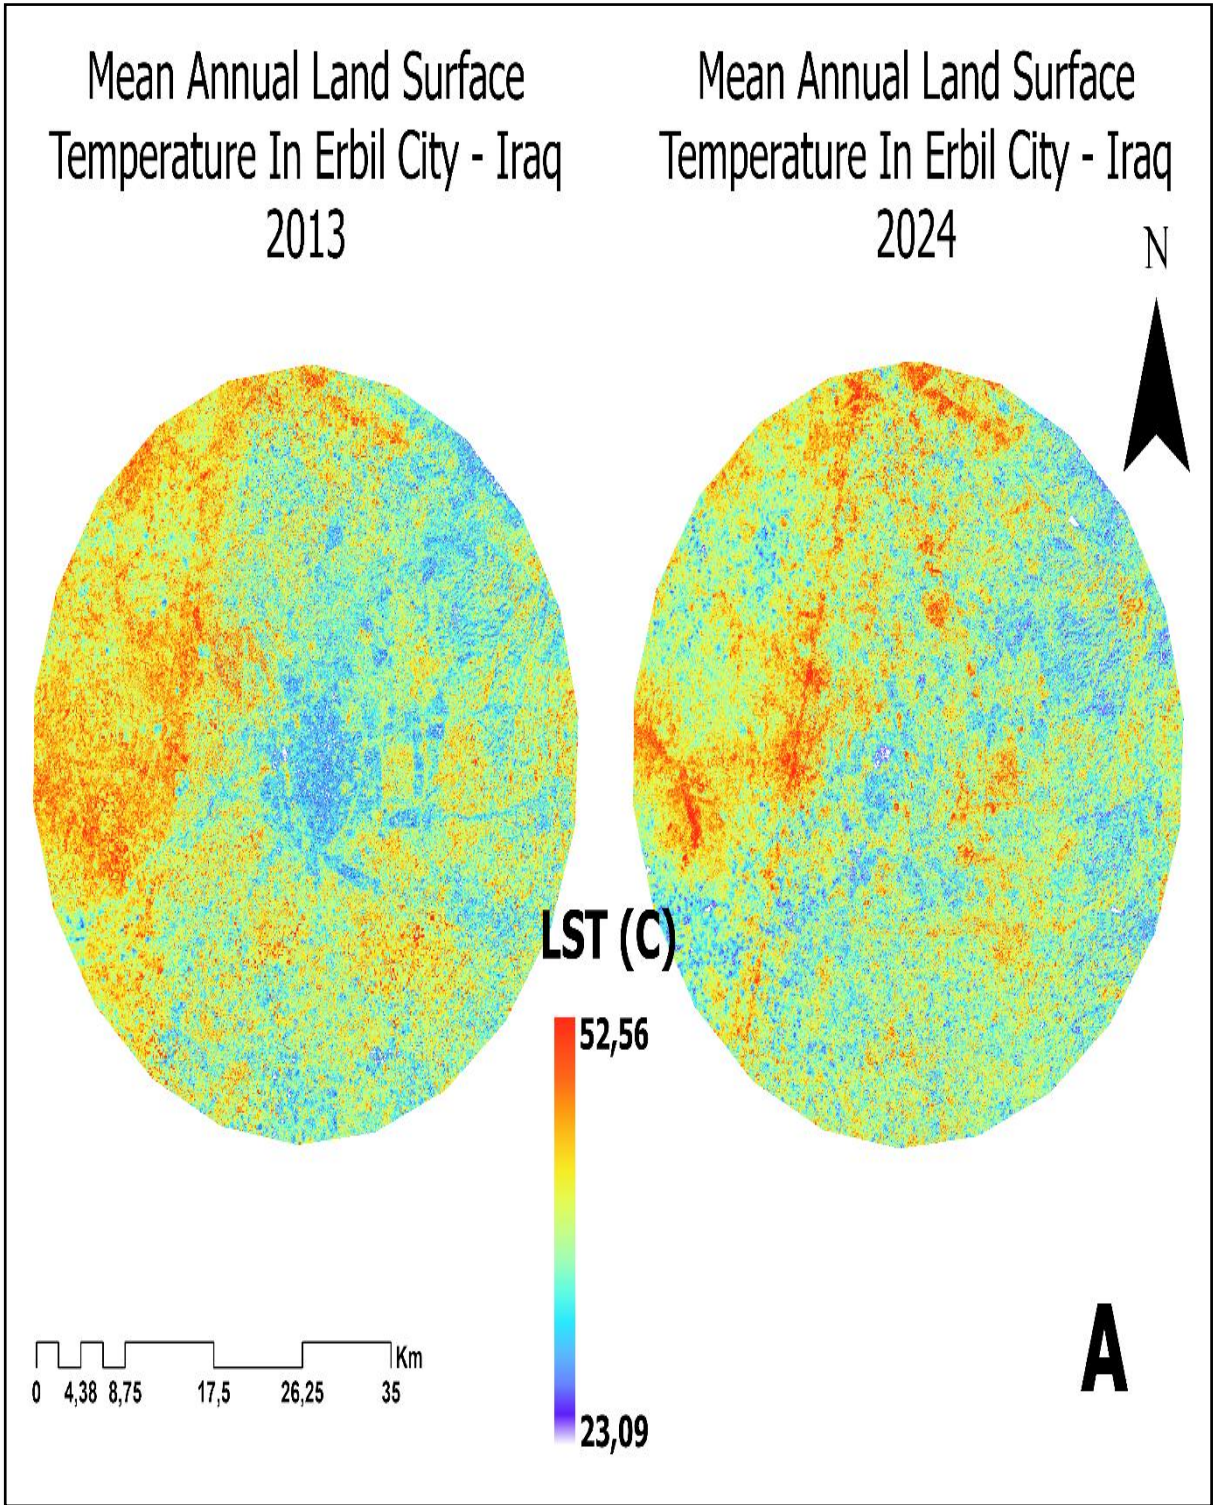 Mean Annual Land Surface
Temperature In Erbil City - Iraq
2013
Mean Annual Land Surface
Temperature In Erbil City - Iraq
2024
N
LST (C)
52,56
23,09
Km
0 4,38 8,75 17,5 26,25 35
A